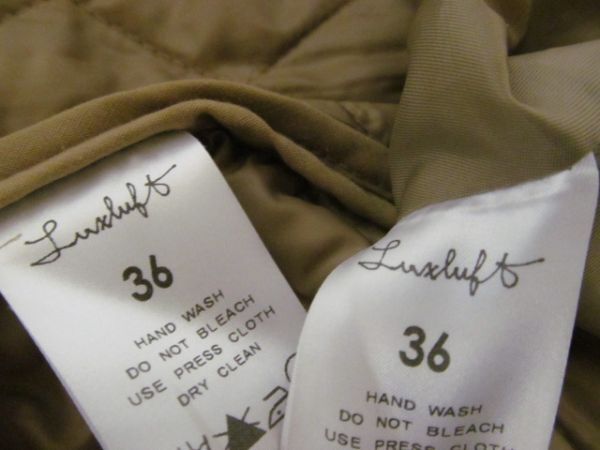 Luxluft
36
HAND WASH
DO NOT BLEACH
USE PRESS CLOTH
DRY CLEAN
Luxluft
36
HAND WASH
DO NOT BLEACH
USE PRESS CLOTH